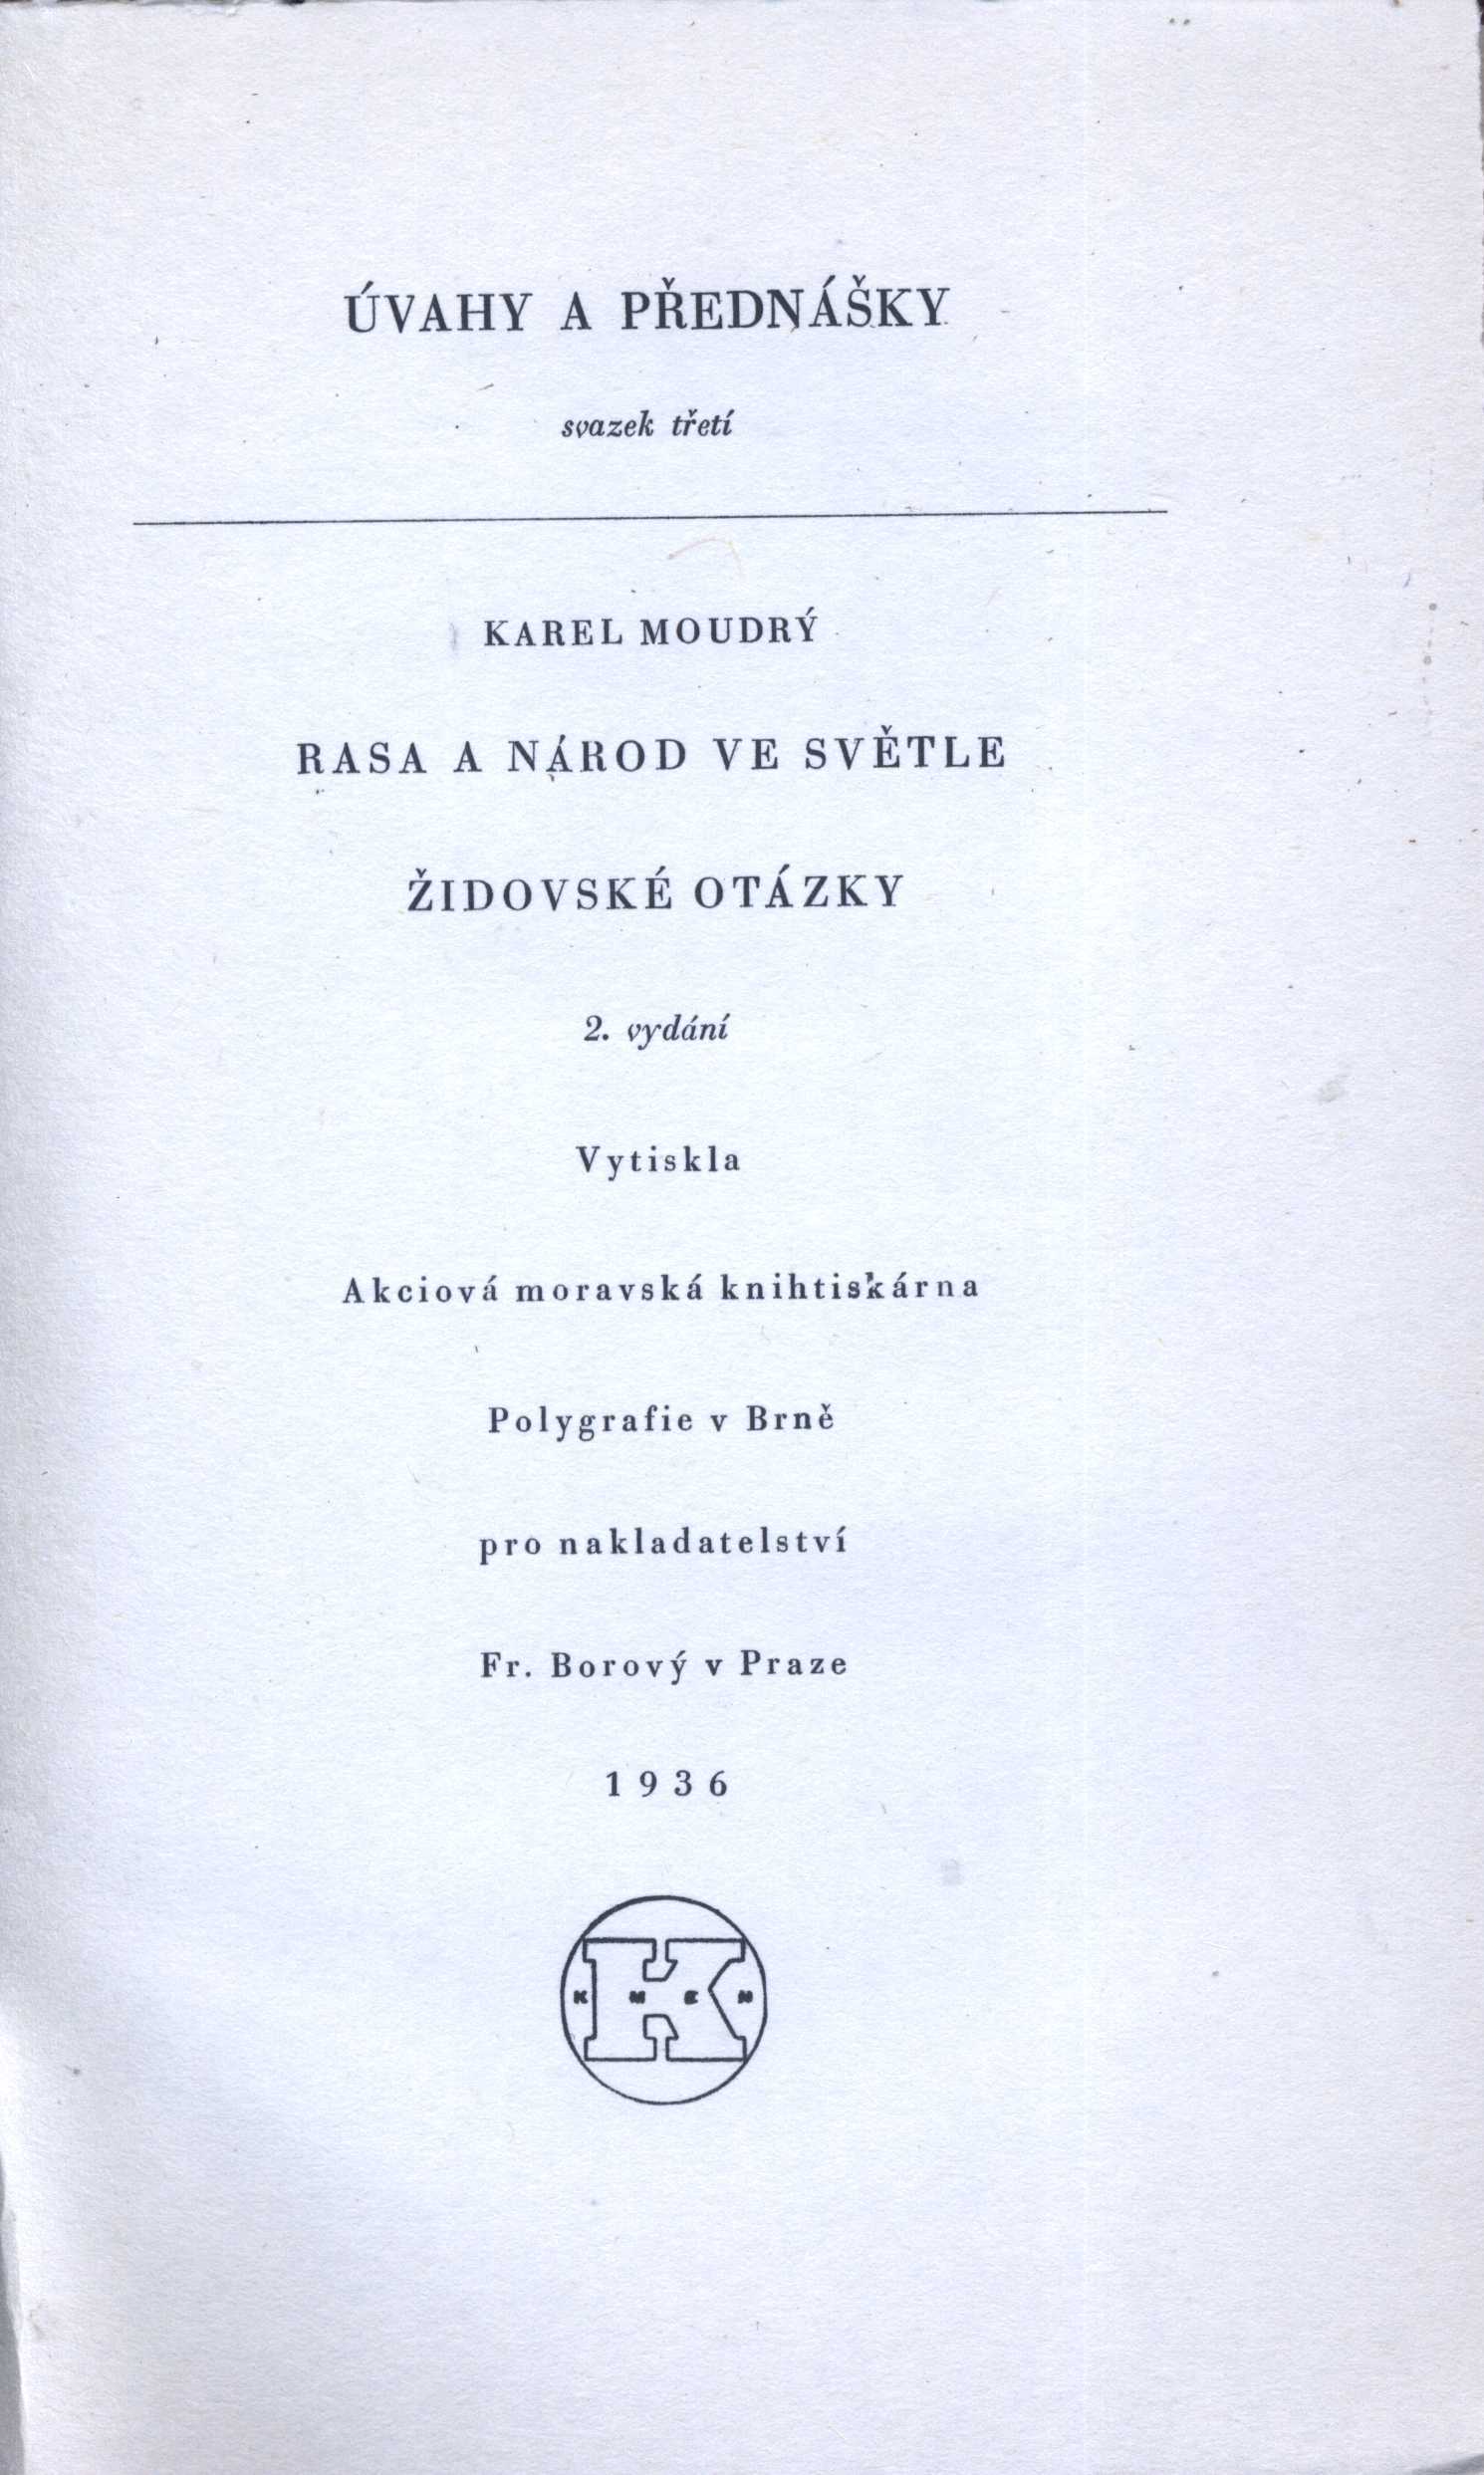 ÚVAHY A PŘEDNÁŠKY
svazek třetí
KAREL MOUDRÝ
RASA A NÁROD VE SVĚTLE
ŽIDOVSKÉ OTÁZKY
2. vydání
Vytiskla
Akciová moravská knihtiskárna
Polygrafie v Brně
pro nakladatelství
Fr. Borový v Praze
1936
K
K M E N